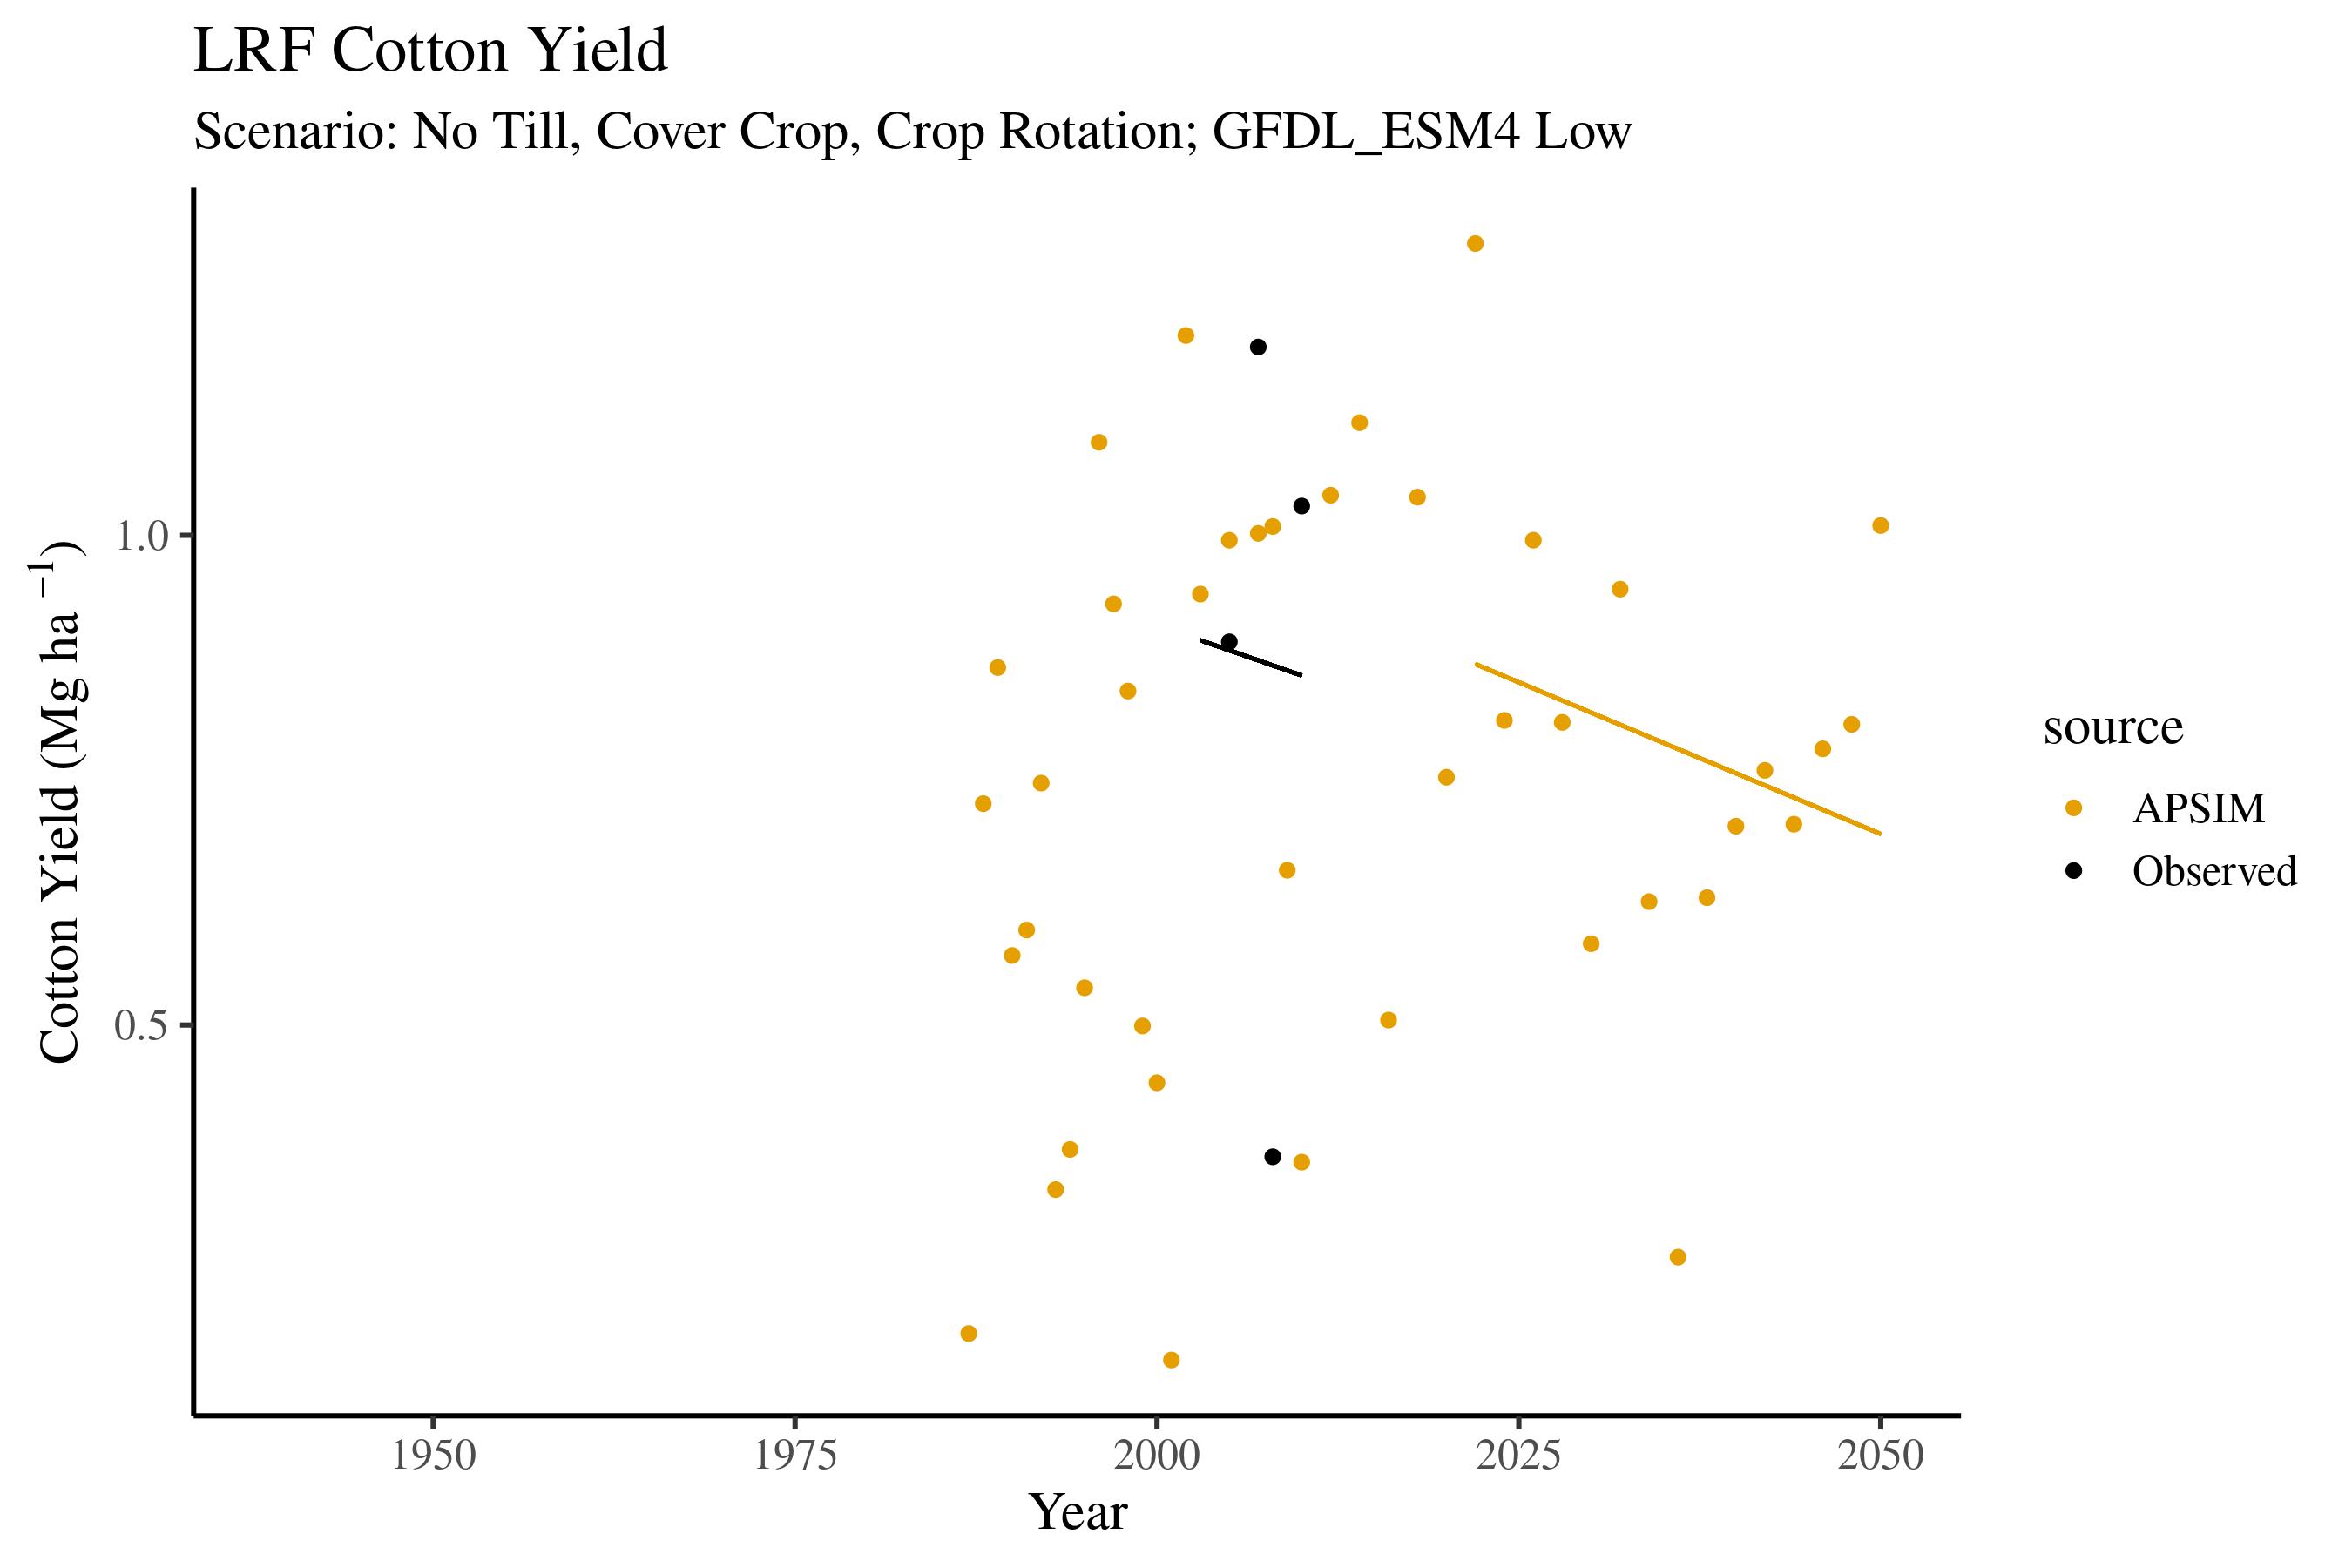 LRF Cotton Yield
Scenario: No Till, Cover Crop, Crop Rotation; GFDL_ESM4 Low
Cotton Yield (Mg ha −1)
1.0
0.5
1950 1975 2000 2025 2050
Year
source
APSIM
Observed